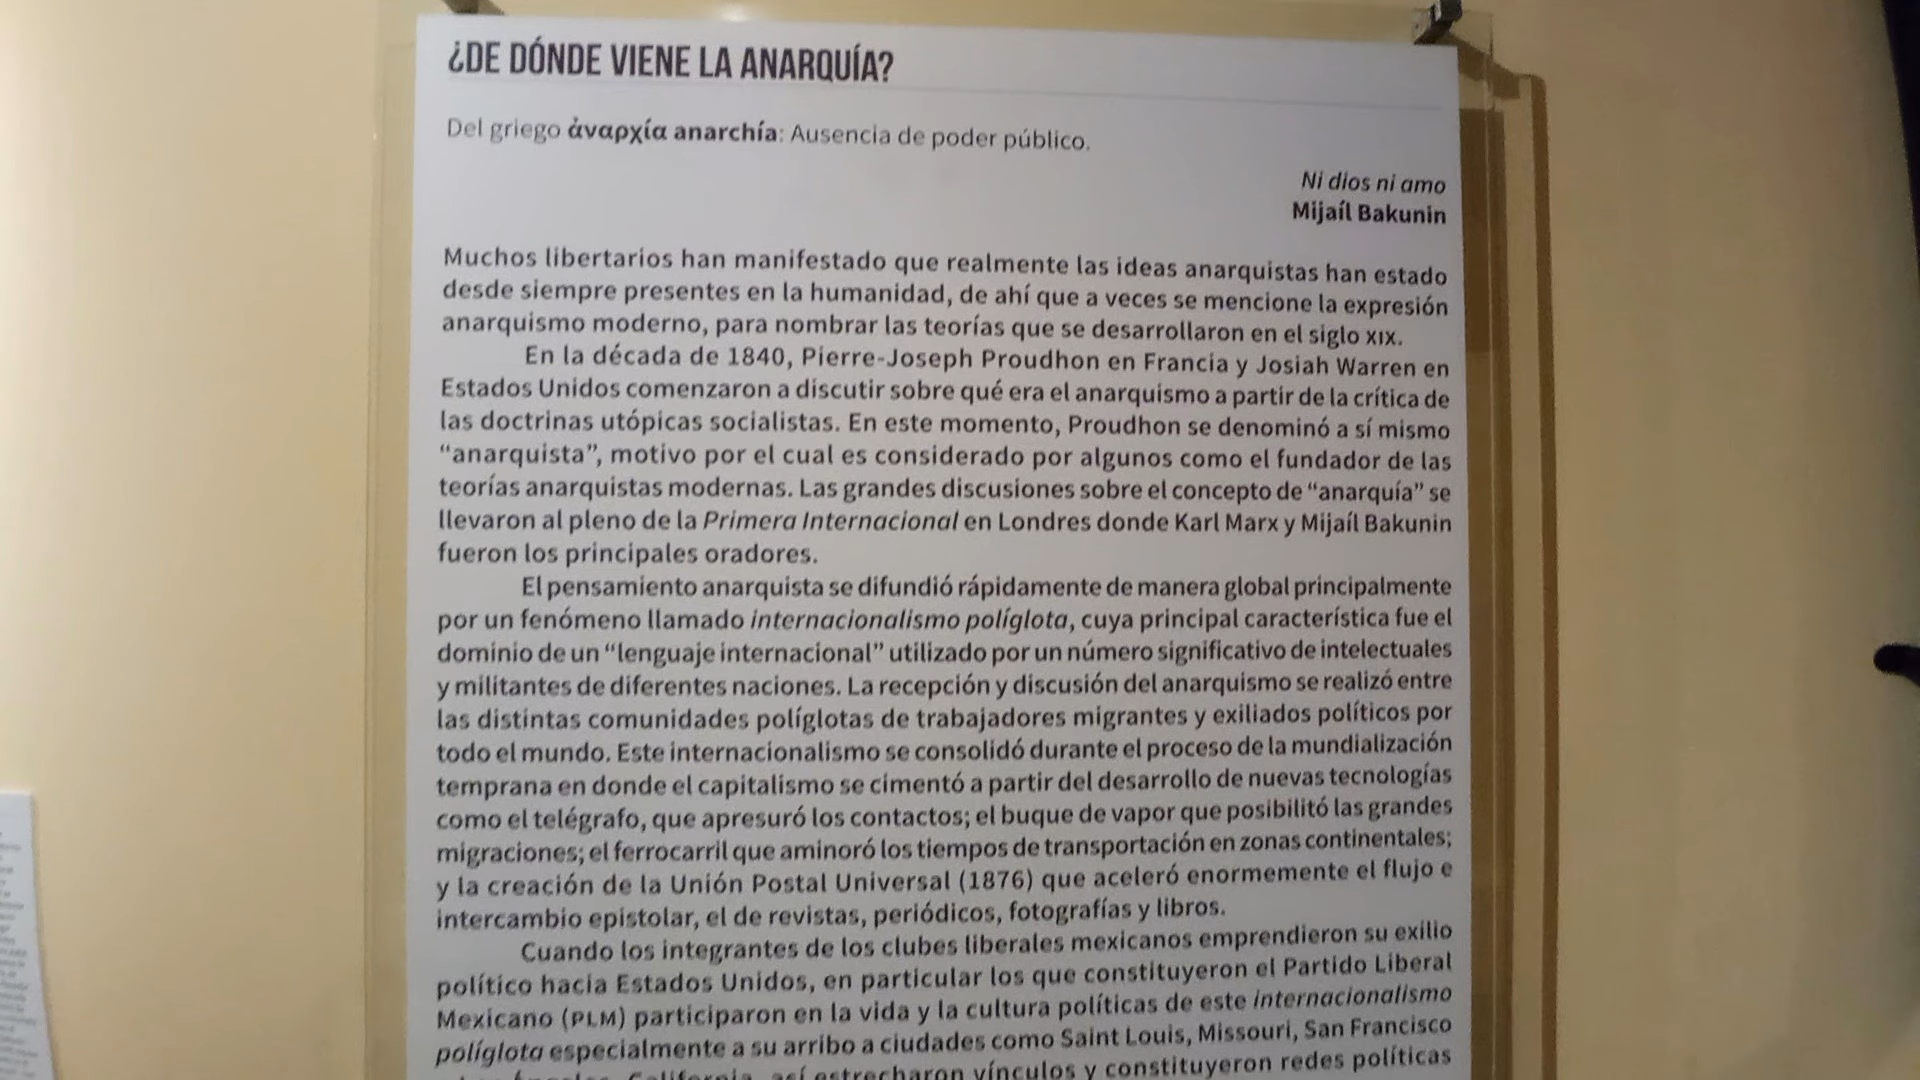 ¿DE DÓNDE VIENE LA ANARQUÍA?
Del griego ἀναρχία anarchía: Ausencia de poder público.
Ni dios ni amo
Mijaíl Bakunin
Muchos libertarios han manifestado que realmente las ideas anarquistas han estado
desde siempre presentes en la humanidad, de ahí que a veces se mencione la expresión
anarquismo moderno, para nombrar las teorías que se desarrollaron en el siglo XIX.
En la década de 1840, Pierre-Joseph Proudhon en Francia y Josiah Warren en
Estados Unidos comenzaron a discutir sobre qué era el anarquismo a partir de la crítica de
las doctrinas utópicas socialistas. En este momento, Proudhon se denominó a sí mismo
“anarquista”, motivo por el cual es considerado por algunos como el fundador de las
teorías anarquistas modernas. Las grandes discusiones sobre el concepto de “anarquía” se
llevaron al pleno de la Primera Internacional en Londres donde Karl Marx y Mijaíl Bakunin
fueron los principales oradores.
El pensamiento anarquista se difundió rápidamente de manera global principalmente
por un fenómeno llamado internacionalismo políglota, cuya principal característica fue el
dominio de un “lenguaje internacional” utilizado por un número significativo de intelectuales
y militantes de diferentes naciones. La recepción y discusión del anarquismo se realizó entre
las distintas comunidades políglotas de trabajadores migrantes y exiliados políticos por
todo el mundo. Este internacionalismo se consolidó durante el proceso de la mundialización
temprana en donde el capitalismo se cimentó a partir del desarrollo de nuevas tecnologías
como el telégrafo, que apresuró los contactos; el buque de vapor que posibilitó las grandes
migraciones; el ferrocarril que aminoró los tiempos de transportación en zonas continentales;
y la creación de la Unión Postal Universal (1876) que aceleró enormemente el flujo e
intercambio epistolar, el de revistas, periódicos, fotografías y libros.
Cuando los integrantes de los clubes liberales mexicanos emprendieron su exilio
político hacia Estados Unidos, en particular los que constituyeron el Partido Liberal
Mexicano (PLM) participaron en la vida y la cultura políticas de este internacionalismo
políglota especialmente a su arribo a ciudades como Saint Louis, Missouri, San Francisco
California, así estrecharon vínculos y constituyeron redes políticas